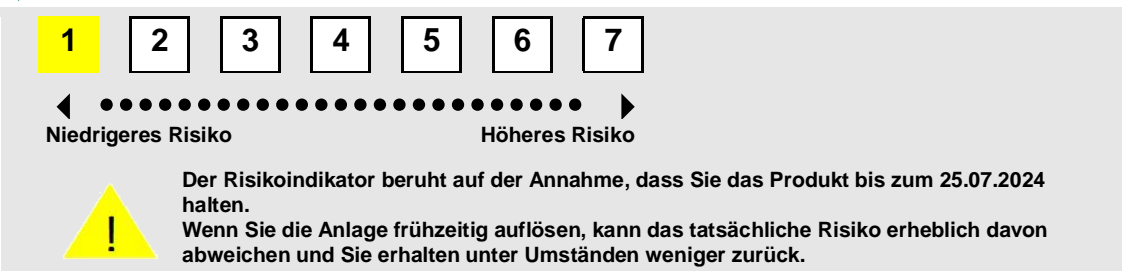 1 2 3 4 5 6 7
Niedrigeres Risiko Höheres Risiko
Der Risikoindikator beruht auf der Annahme, dass Sie das Produkt bis zum 25.07.2024
halten.
! Wenn Sie die Anlage frühzeitig auflösen, kann das tatsächliche Risiko erheblich davon
abweichen und Sie erhalten unter Umständen weniger zurück.